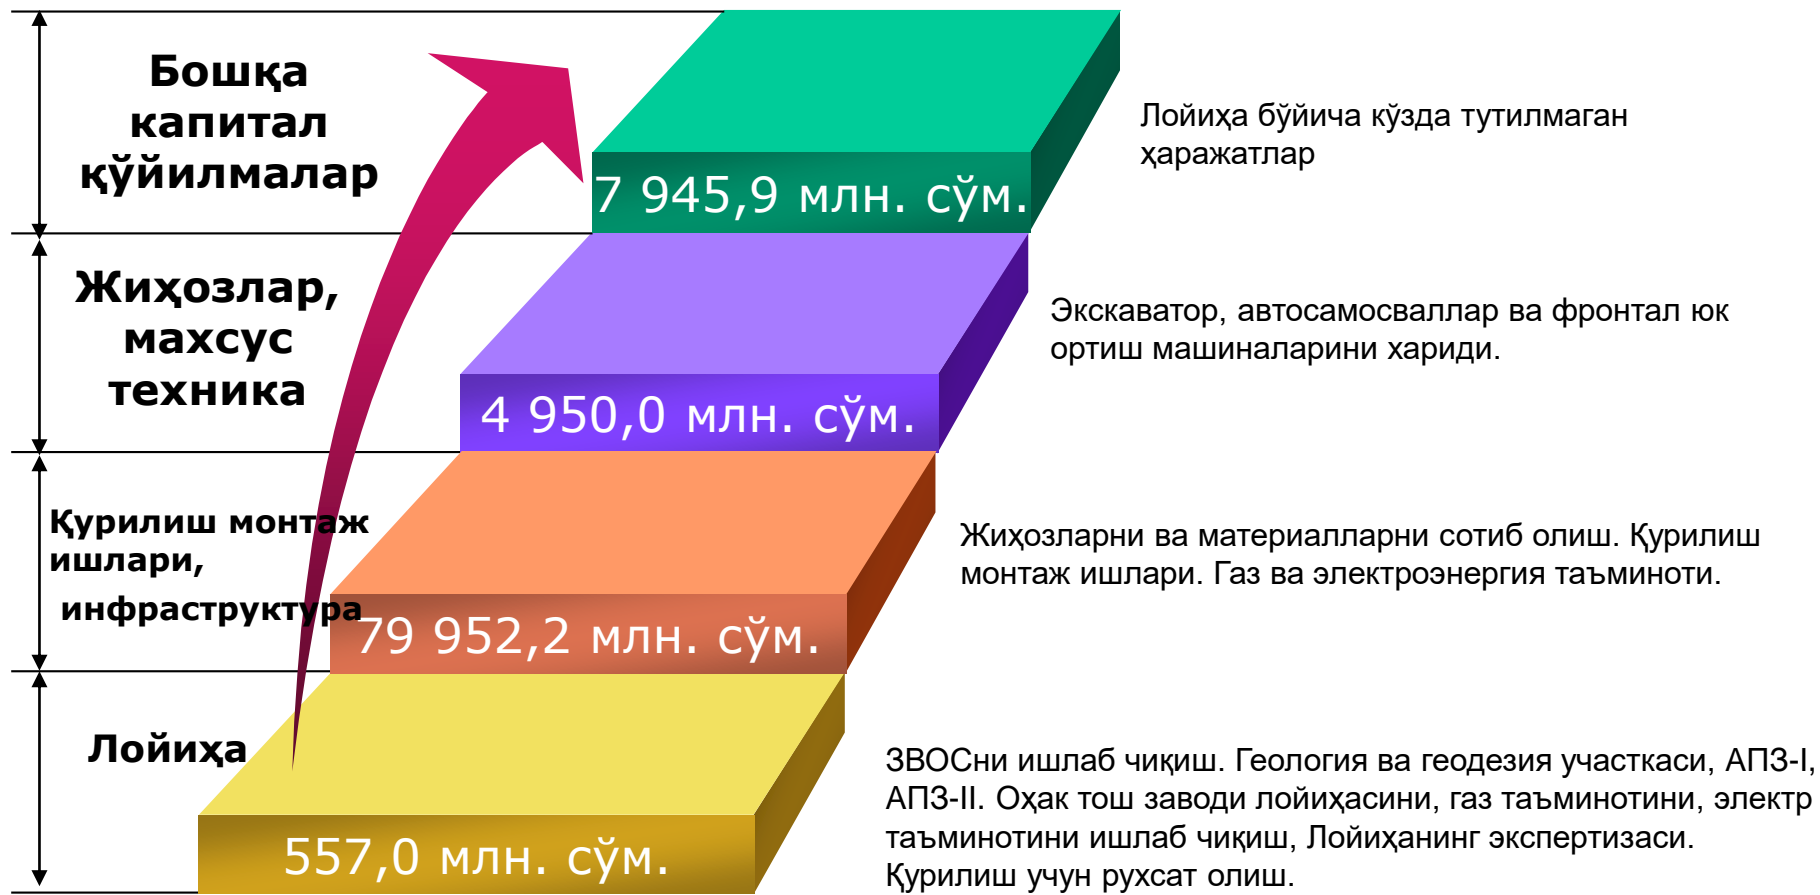 Бошқа
капитал
қўйилмалар
7 945,9 млн. сўм.
Лойиҳа бўйича кўзда тутилмаган
ҳаражатлар
Жиҳозлар,
махсус
техника
4 950,0 млн. сўм.
Экскаватор, автосамосваллар ва фронтал юк
ортиш машиналарини хариди.
Қурилиш монтаж
ишлари,
инфраструктура
79 952,2 млн. сўм.
Жиҳозларни ва материалларни сотиб олиш. Қурилиш
монтаж ишлари. Газ ва электроэнергия таъминоти.
Лойиҳа
557,0 млн. сўм.
ЗВОСни ишлаб чиқиш. Геология ва геодезия участкаси, АПЗ-I,
АПЗ-II. Оҳак тош заводи лойиҳасини, газ таъминотини, электр
таъминотини ишлаб чиқиш, Лойиҳанинг экспертизаси.
Қурилиш учун рухсат олиш.